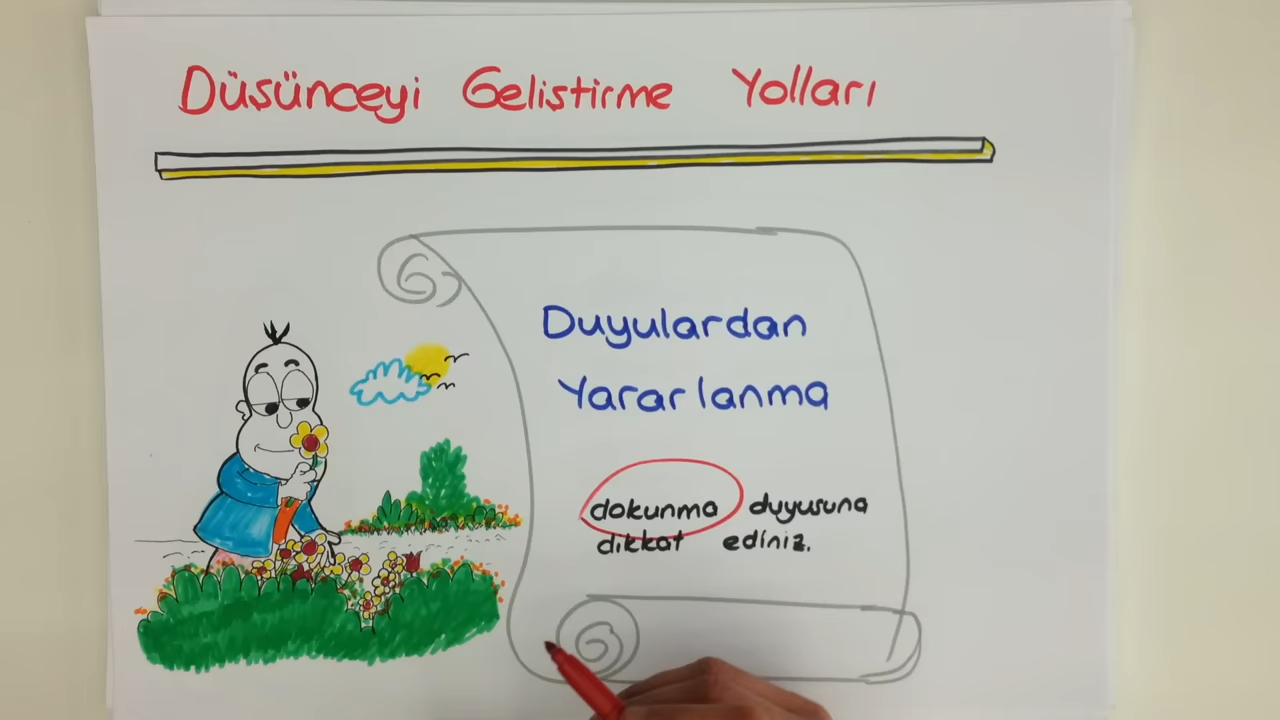 Düşünceyi Geliştirme Yolları
Duyulardan
Yararlanma
dokunma duyusuna
dikkat ediniz.